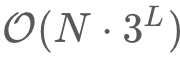 𝒪(N · 3^L)